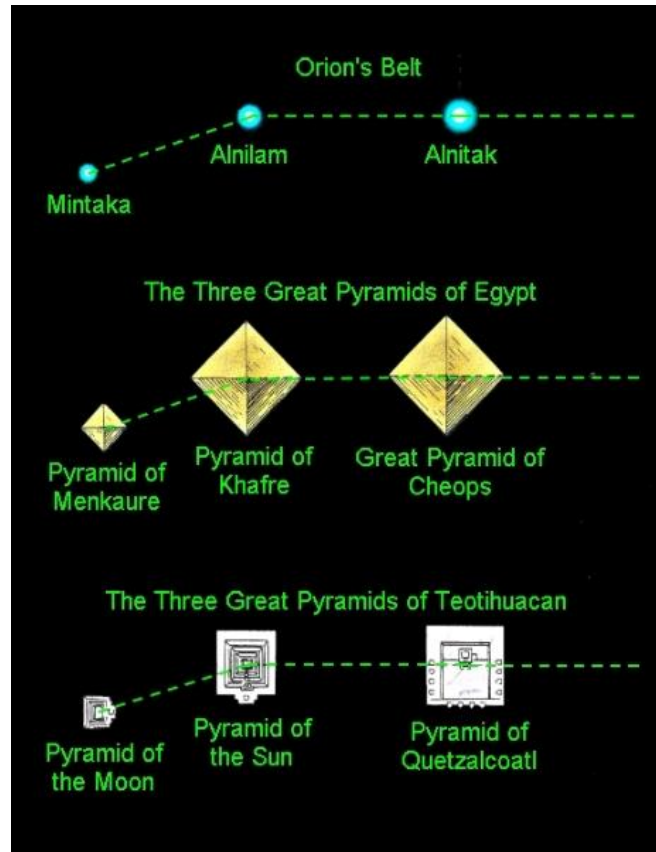 Orion's Belt
Alnilam
Alnitak
Mintaka
The Three Great Pyramids of Egypt
Pyramid of
Menkaure
Pyramid of
Khafre
Great Pyramid of
Cheops
The Three Great Pyramids of Teotihuacan
Pyramid of
the Moon
Pyramid of
the Sun
Pyramid of
Quetzalcoatl